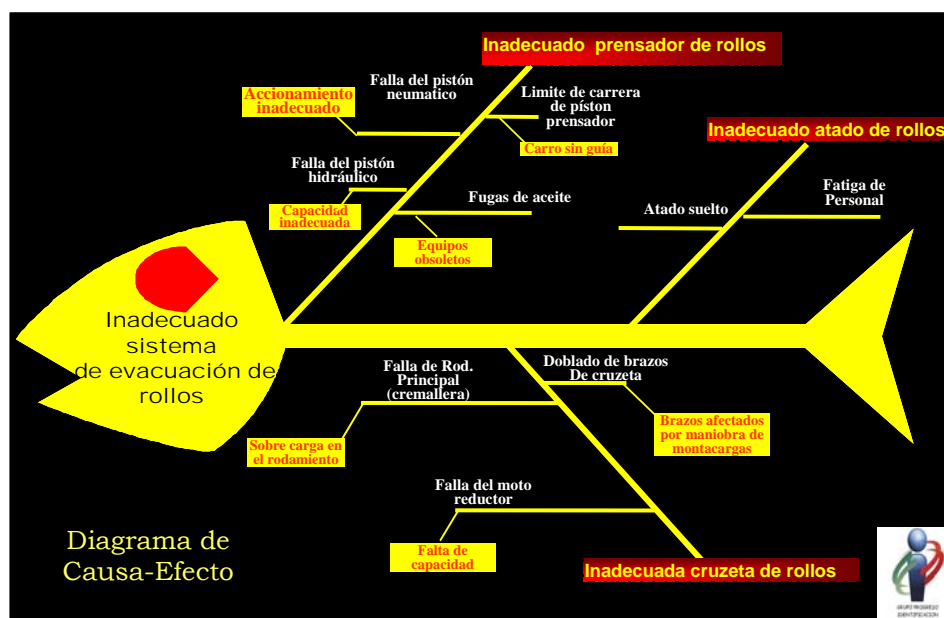 Inadecuado  prensador de rollos
Falla del pistón
neumatico
Accionamiento
inadecuado
Limite de carrera
de píston
prensador
Carro sin guía
Inadecuado atado de rollos
Falla del pistón
hidráulico
Capacidad
inadecuada
Fugas de aceite
Equipos
obsoletos
Atado suelto
Fatiga de
Personal
Inadecuado
sistema
de evacuación de
rollos
Falla de Rod.
Principal
(cremallera)
Sobre carga en
el rodamiento
Doblado de brazos
De cruzeta
Brazos afectados
por maniobra de
montacargas
Falla del moto
reductor
Falta de
capacidad
Inadecuada cruzeta de rollos
Diagrama de
Causa-Efecto
GRUPO PROGRESO